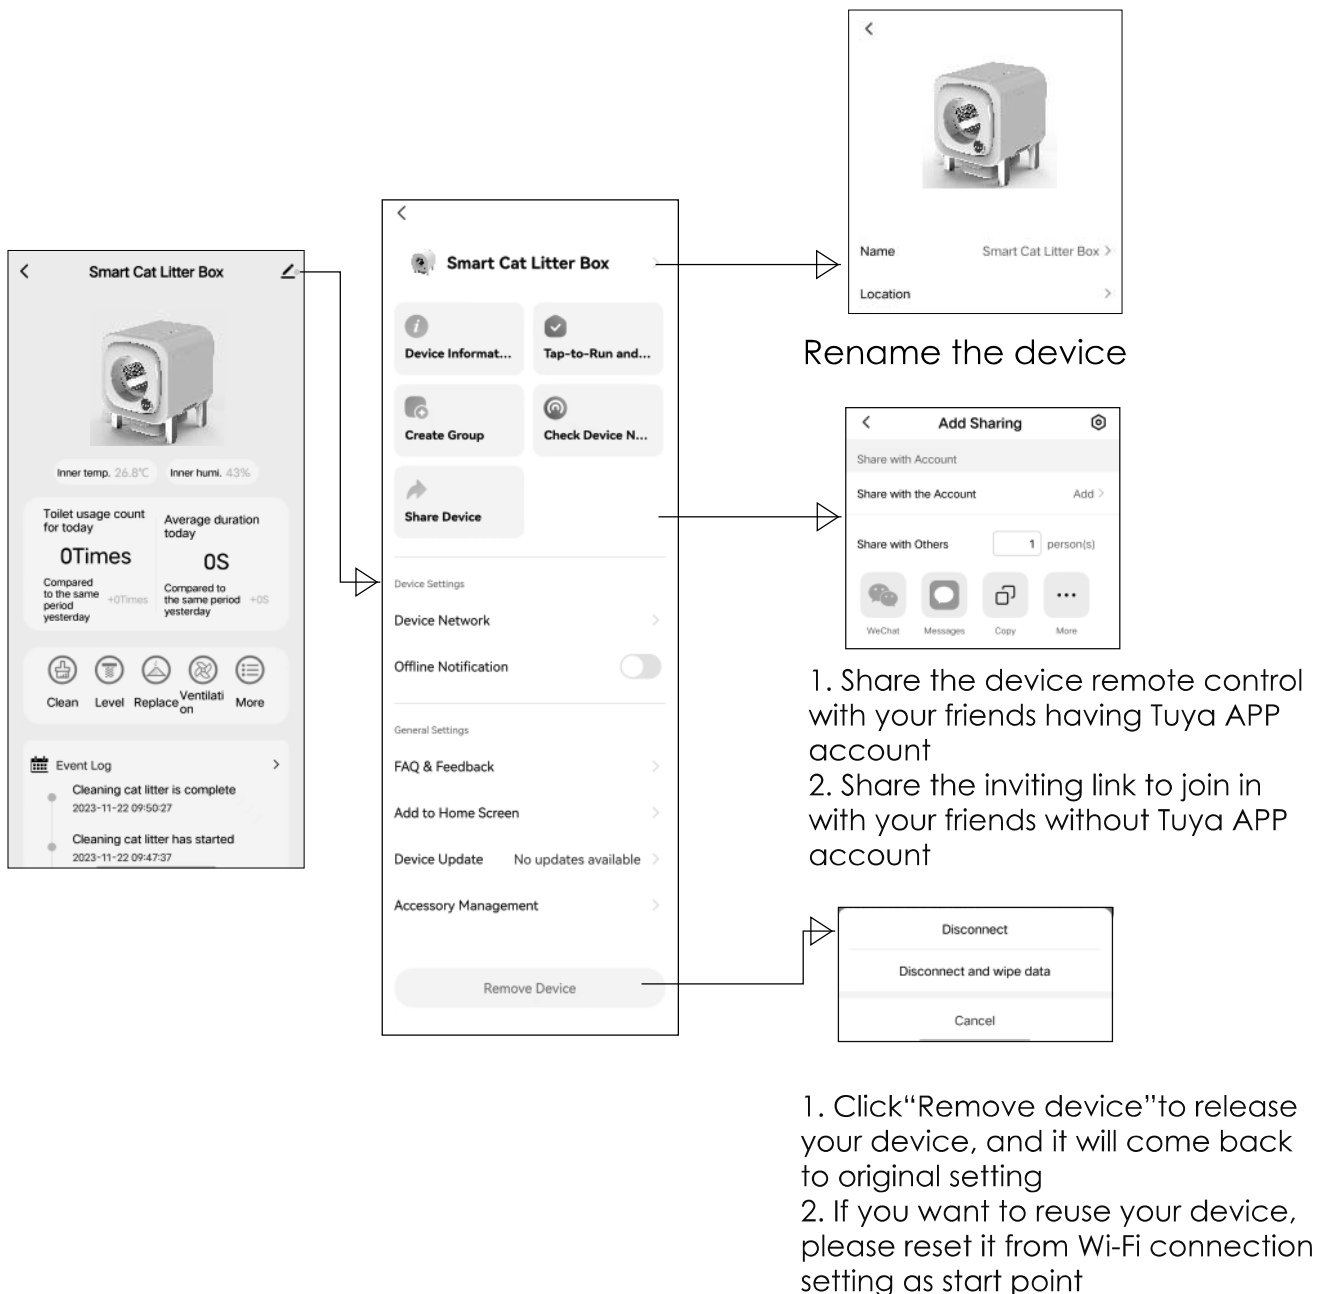 Smart Cat Litter Box
Inner temp. 26.8°C Inner humi. 43%
Toilet usage count
for today
0Times
Compared
to the same
period
yesterday
+0Times
Average duration
today
0S
Compared to
the same period
yesterday
+0S
Clean
Level
Replace
Ventilati
on
More
Event Log
Cleaning cat litter is complete
2023-11-22 09:50:27
Cleaning cat litter has started
2023-11-22 09:47:37
Smart Cat Litter Box
Device Informat...
Tap-to-Run and...
Create Group
Check Device N...
Share Device
Device Settings
Device Network
Offline Notification
General Settings
FAQ & Feedback
Add to Home Screen
Device Update No updates available
Accessory Management
Remove Device
Name Smart Cat Litter Box
Location
Rename the device
Add Sharing
Share with Account
Share with the Account Add
Share with Others 1 person(s)
WeChat
Messages
Copy
More
1. Share the device remote control
with your friends having Tuya APP
account
2. Share the inviting link to join in
with your friends without Tuya APP
account
Disconnect
Disconnect and wipe data
Cancel
1. Click“Remove device”to release
your device, and it will come back
to original setting
2. If you want to reuse your device,
please reset it from Wi-Fi connection
setting as start point